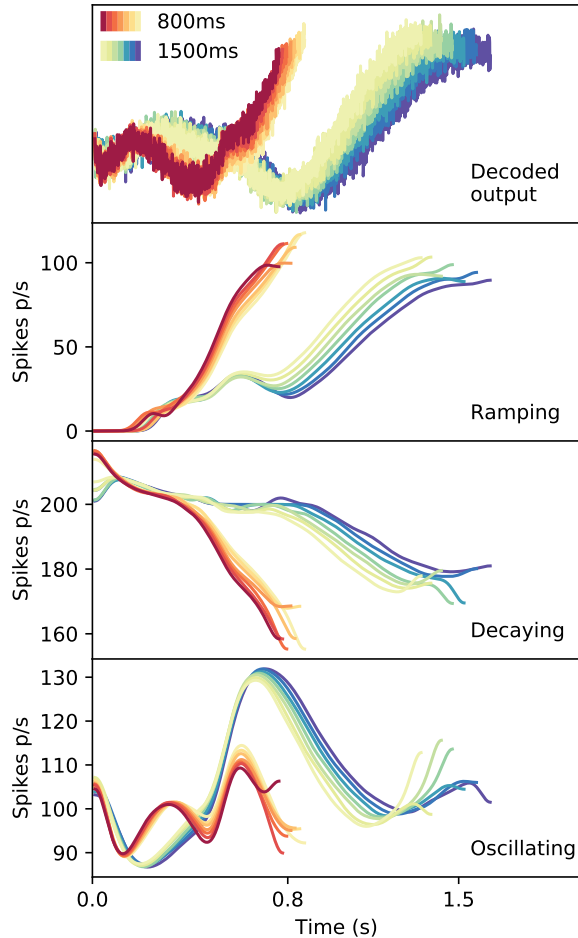 800ms
1500ms
Decoded
output
Spikes p/s
100
50
0
Ramping
Spikes p/s
200
180
160
Decaying
Spikes p/s
130
120
110
100
90
Oscillating
0.0
0.8
1.5
Time (s)